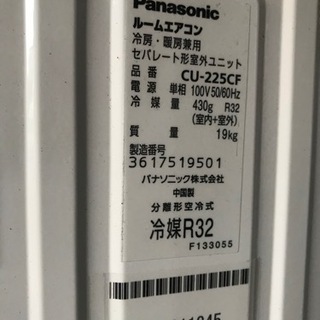 Panasonic
ルームエアコン
冷房・暖房兼用
セパレート形室外ユニット
品番 CU-225CF
電源 単相 100V 50/60Hz
冷媒量 430g R32
(室内+室外)
19kg
製造番号
3617519501
パナソニック株式会社
中国製
分離形空冷式
冷媒R32
F133055